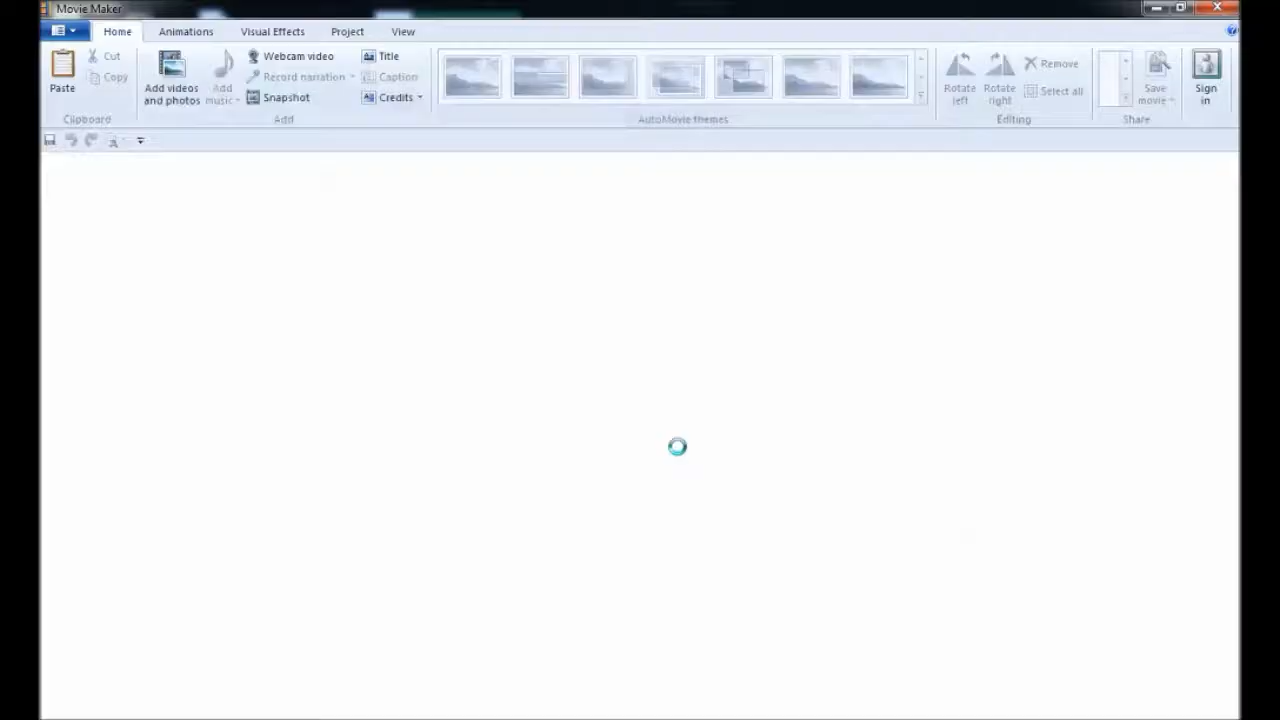 Movie Maker
Home Animations Visual Effects Project View
Paste
Cut
Copy
Clipboard
Add videos
and photos
Add
music
Webcam video
Record narration
Snapshot
Title
Caption
Credits
Add
AutoMovie themes
Rotate
left
Rotate
right
Remove
Select all
Editing
Save
movie
Share
Sign
in